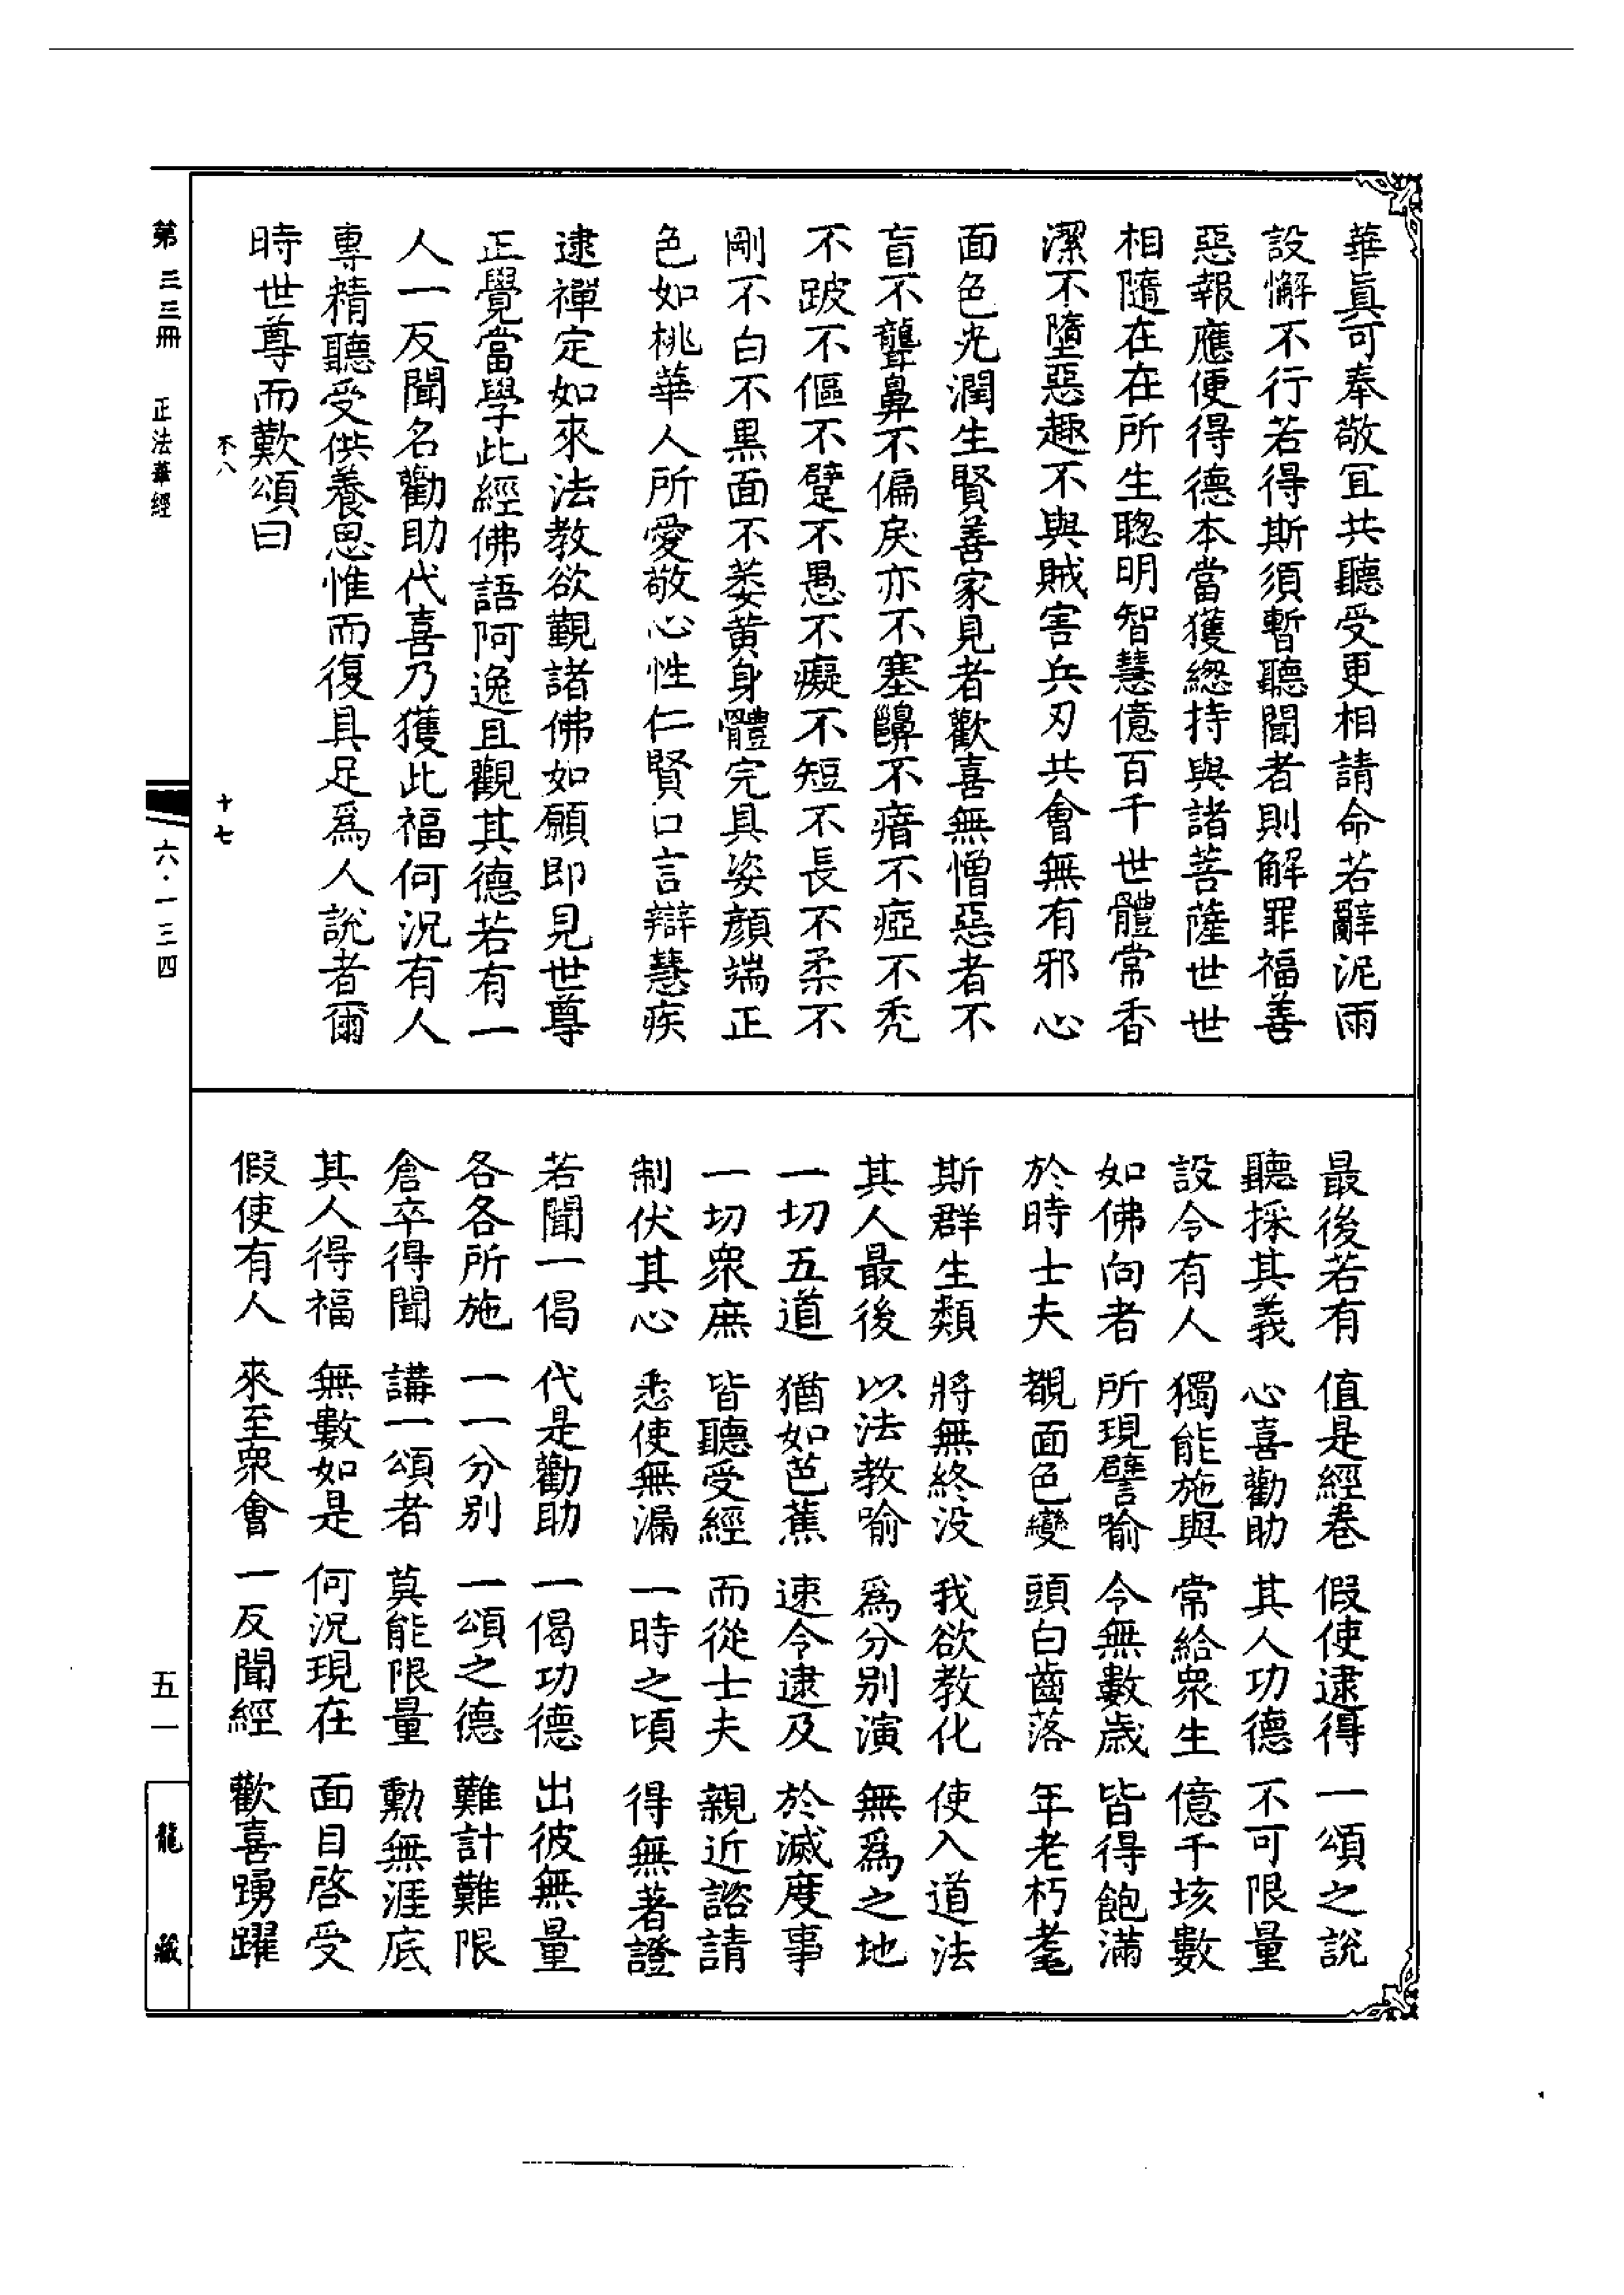 華眞可奉敬宜共聽受更相請命若辭泥雨
設懈不行若得斯須暫聽聞者則解罪福善
惡報應便得德本當獲緫持與諸菩薩世世
相隨在在所生聦明智慧億百千世體常香
潔不墮惡趣不與賊害兵刃共會無有邪心
面色光潤生賢善家見者歡喜無憎惡者不
盲不聾鼻不偏戾亦不塞齆不瘖不瘂不秃
不跛不傴不躄不愚不癡不短不長不柔不
剛不白不黒面不萎黄身體完具姿顏端正
色如桃華人所愛敬心性仁賢口言辯慧疾
逮禪定如來法教欲觀諸佛如願即見世尊
正覺當學此經佛語阿逸且觀其德若有一
人一反聞名勸助代喜乃獲此福何況有人
專精聽受供養思惟而復具足爲人說者爾
時世尊而歎頌曰
最後若有 值是經卷 假使逮得 一頌之說
聽採其義 心喜勸助 其人功德 不可限量
設令有人 獨能施與 常給衆生 億千垓數
如佛向者 所現譬喻 令無數歲 皆得飽滿
於時士夫 覩面色變 頭白齒落 年老朽耄
斯群生類 將無終没 我欲教化 使入道法
其人最後 以法教喻 爲分别演 無爲之地
一切五道 猶如芭蕉 速令逮及 於滅度事
一切衆庶 皆聽受經 而從士夫 親近諮請
制伏其心 悉使無漏 一時之頃 得無著證
若聞一偈 代是勸助 一偈功德 出彼無量
各各所施 一一分别 一頌之德 難計難限
倉卒得聞 講一頌者 莫能限量 勳無涯底
其人得福 無數如是 何況現在 面目啓受
假使有人 來至衆會 一反聞經 歡喜踴躍
不八 十七
第三三冊 正法華經 六·一三四 五一 龍藏